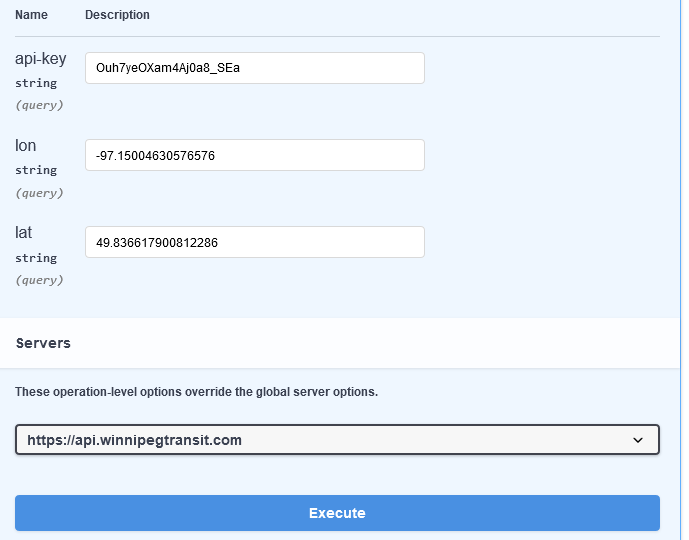 Name Description
api-key
string
(query)
Ouh7yeOXam4Aj0a8_SEa
lon
string
(query)
-97.15004630576576
lat
string
(query)
49.836617900812286
Servers
These operation-level options override the global server options.
https://api.winnipegtransit.com
Execute